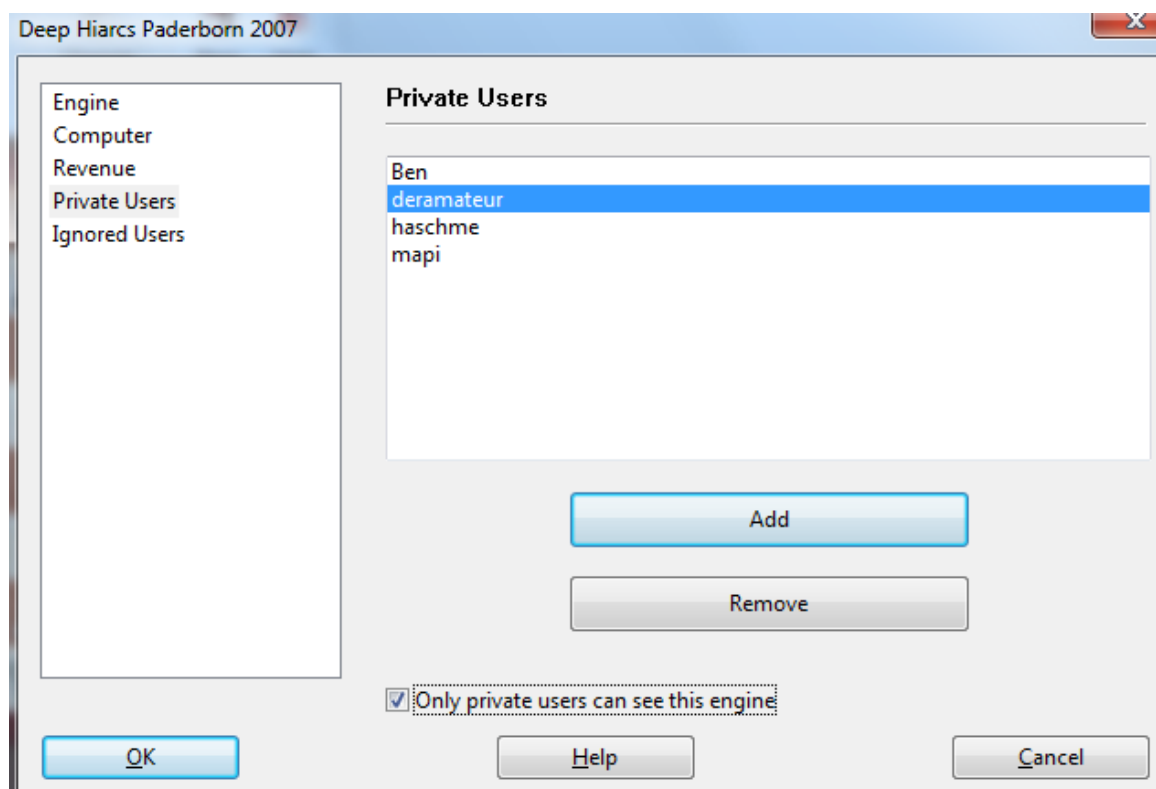 Deep Hiarcs Paderborn 2007
X
Engine
Computer
Revenue
Private Users
Ignored Users
Private Users
Ben
deramateur
haschme
mapi
Add
Remove
Only private users can see this engine
OK
Help
Cancel